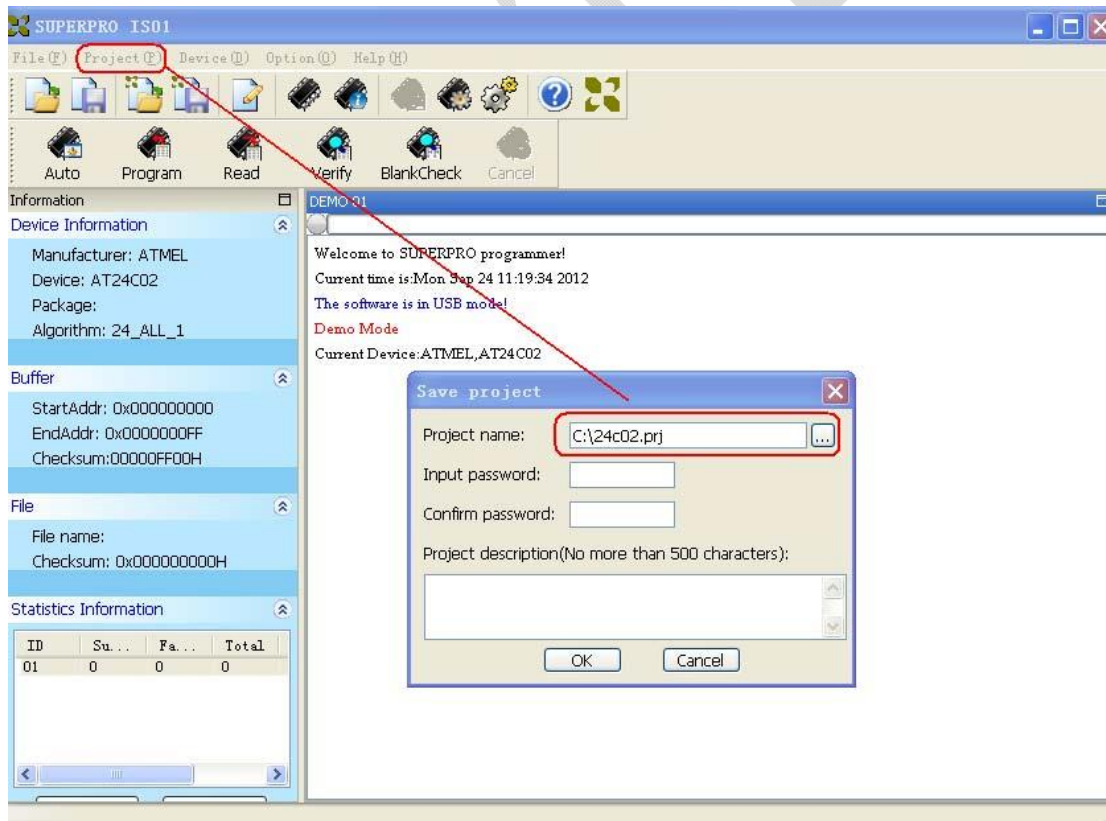 SUPERPRO IS01
File(F) Project(P) Device(D) Option(O) Help(H)
Auto Program Read Verify BlankCheck Cancel
Information
Device Information
Manufacturer: ATMEL
Device: AT24C02
Package:
Algorithm: 24_ALL_1
Buffer
StartAddr: 0x000000000
EndAddr: 0x0000000FF
Checksum:00000FF00H
File
File name:
Checksum: 0x000000000H
Statistics Information
ID Su... Fa... Total
01 0 0 0
DEMO 01
Welcome to SUPERPRO programmer!
Current time is:Mon Sep 24 11:19:34 2012
The software is in USB mode!
Demo Mode
Current Device:ATMEL,AT24C02
Save project
Project name: C:\24c02.prj ...
Input password:
Confirm password:
Project description(No more than 500 characters):
OK Cancel